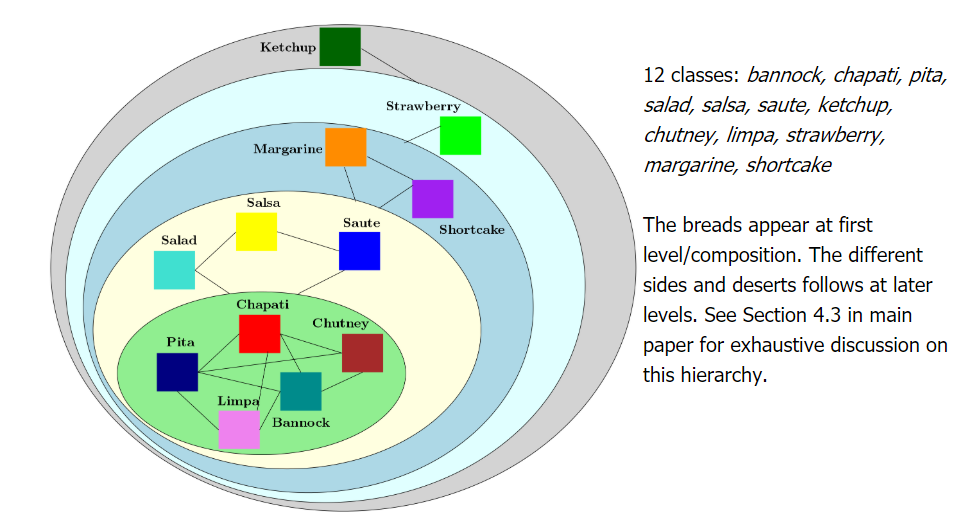 Ketchup
Strawberry
Margarine
Shortcake
Salsa
Saute
Salad
Chapati
Chutney
Pita
Limpa
Bannock
12 classes: bannock, chapati, pita,
salad, salsa, saute, ketchup,
chutney, limpa, strawberry,
margarine, shortcake
The breads appear at first
level/composition. The different
sides and deserts follows at later
levels. See Section 4.3 in main
paper for exhaustive discussion on
this hierarchy.